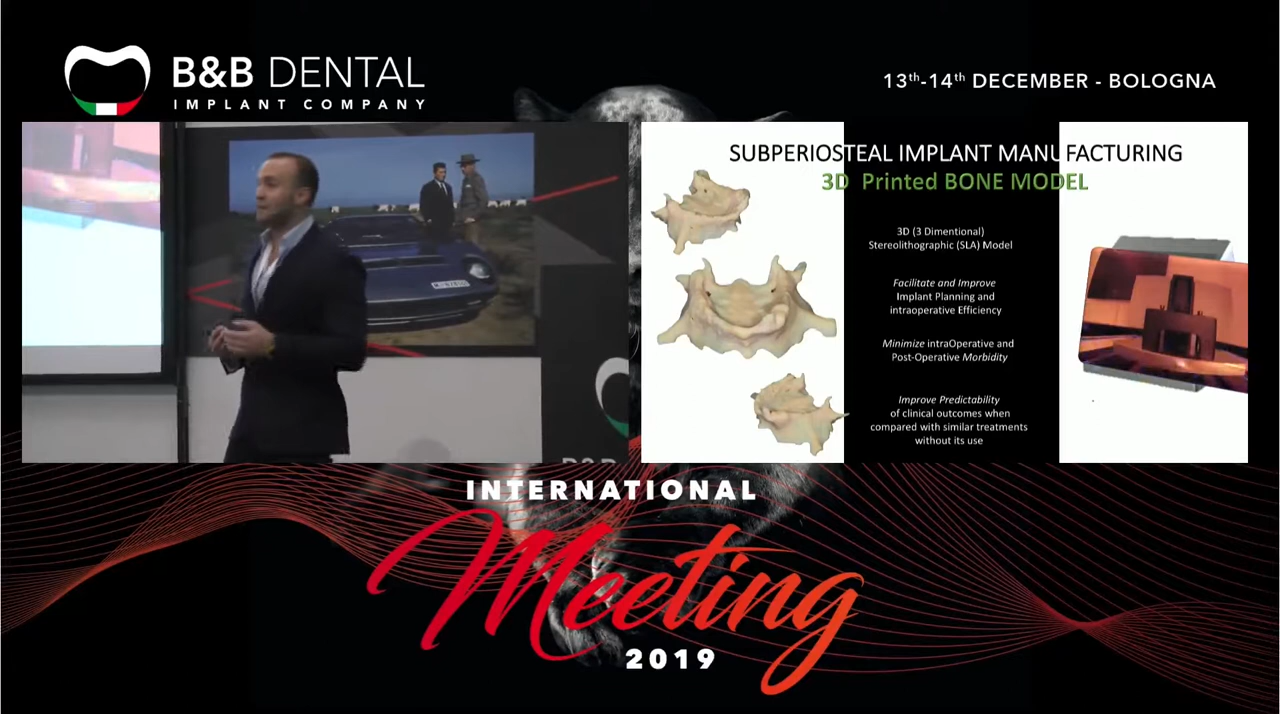 B&B DENTAL
IMPLANT COMPANY
13th-14th DECEMBER - BOLOGNA
SUBPERIOSTEAL IMPLANT MANUFACTURING
3D Printed BONE MODEL
3D (3 Dimentional)
Stereolithographic (SLA) Model
Facilitate and Improve
Implant Planning and
intraoperative Efficiency
Minimize intraOperative and
Post-Operative Morbidity
Improve Predictability
of clinical outcomes when
compared with similar treatments
without its use
INTERNATIONAL
Meeting
2019